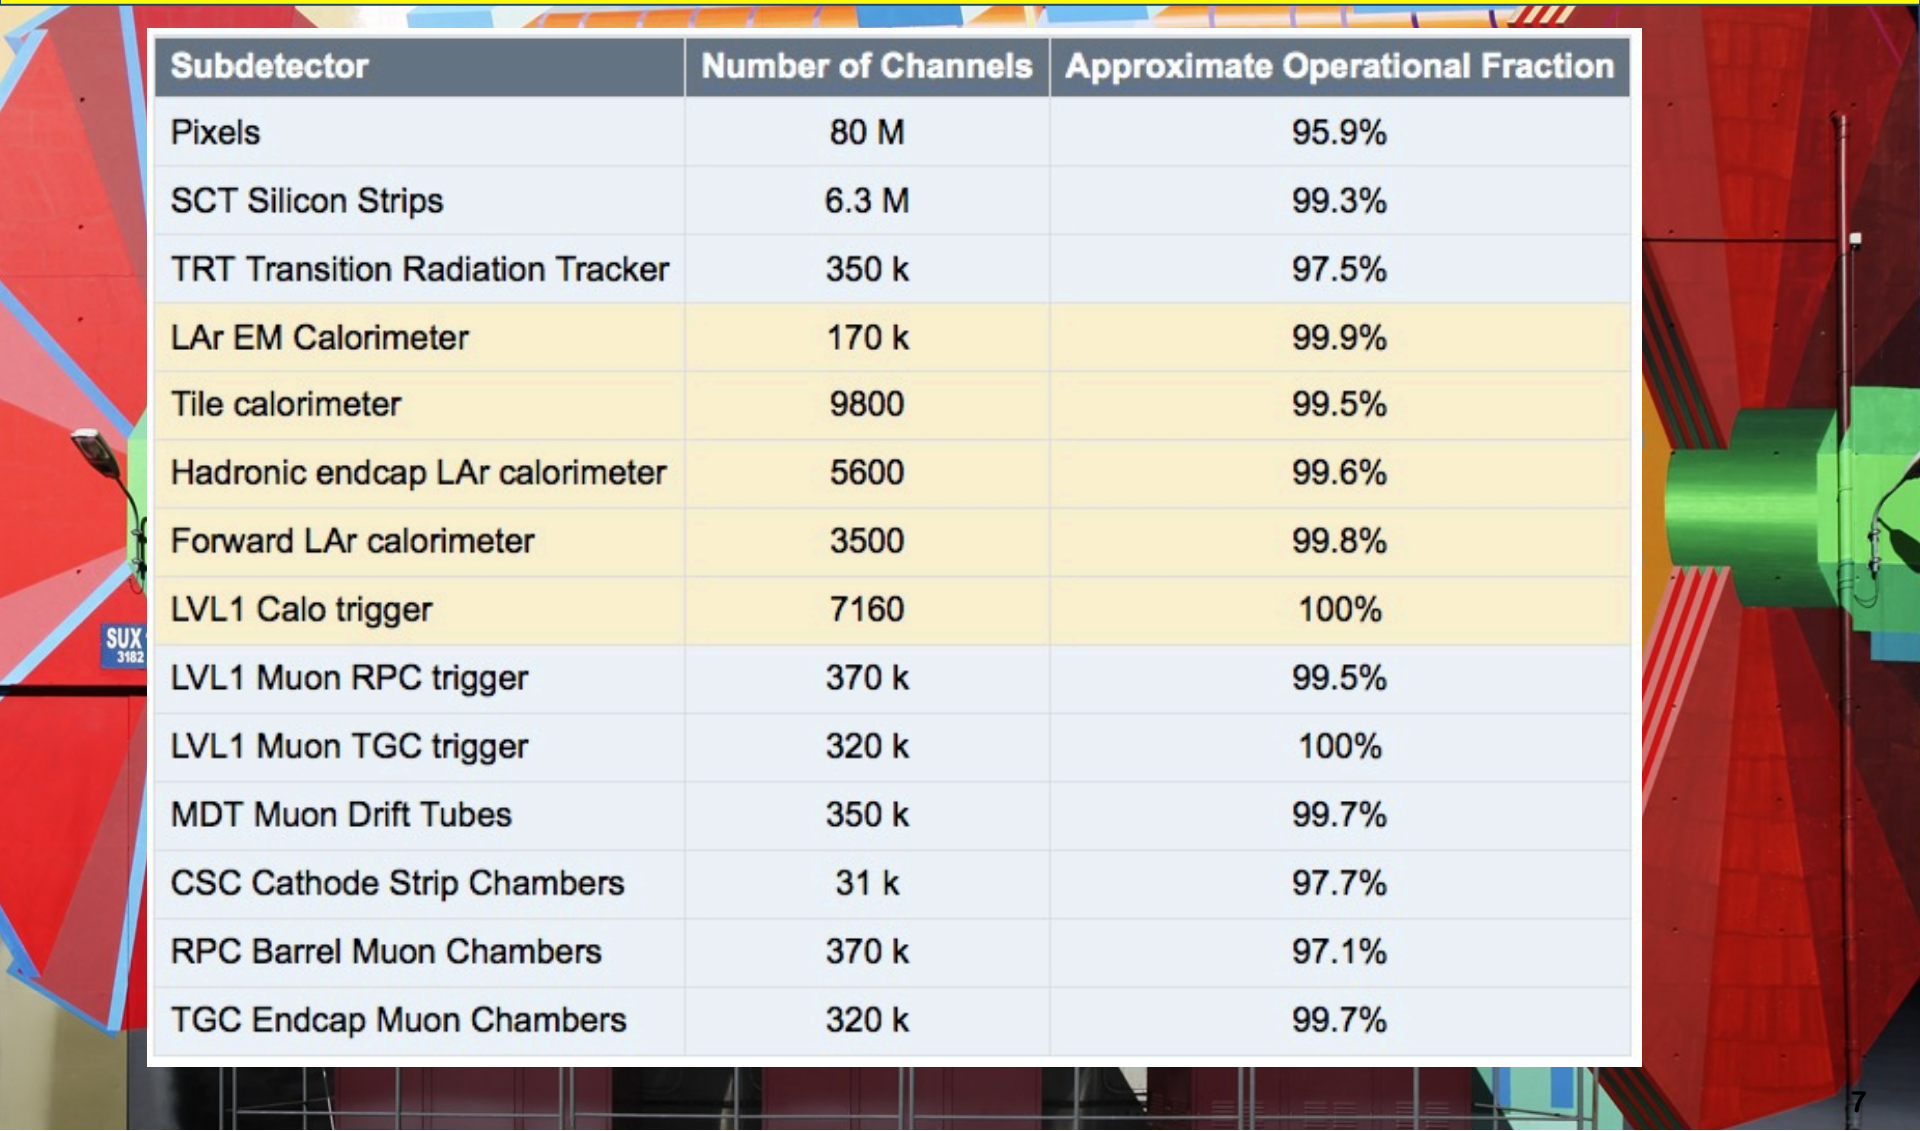 Subdetector Number of Channels Approximate Operational Fraction
Pixels 80 M 95.9%
SCT Silicon Strips 6.3 M 99.3%
TRT Transition Radiation Tracker 350 k 97.5%
LAr EM Calorimeter 170 k 99.9%
Tile calorimeter 9800 99.5%
Hadronic endcap LAr calorimeter 5600 99.6%
Forward LAr calorimeter 3500 99.8%
LVL1 Calo trigger 7160 100%
SUX
3182
LVL1 Muon RPC trigger 370 k 99.5%
LVL1 Muon TGC trigger 320 k 100%
MDT Muon Drift Tubes 350 k 99.7%
CSC Cathode Strip Chambers 31 k 97.7%
RPC Barrel Muon Chambers 370 k 97.1%
TGC Endcap Muon Chambers 320 k 99.7%
7